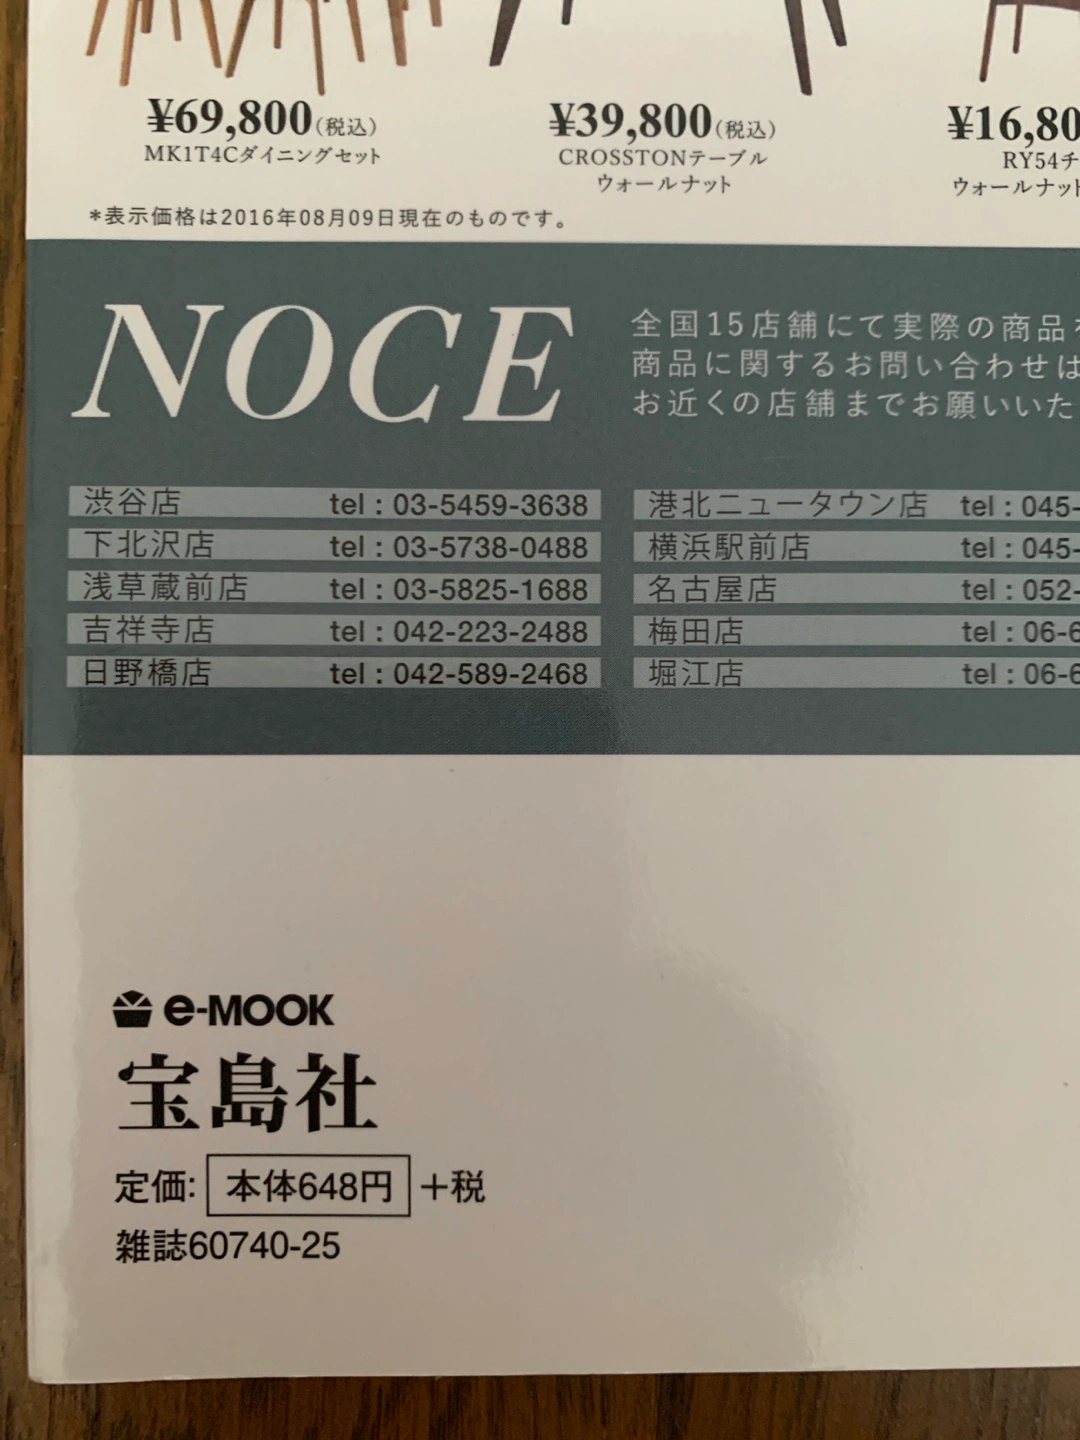 ¥69,800(税込)
MK1T4Cダイニングセット
¥39,800(税込)
CROSSTONテーブル
ウォールナット
¥16,80
RY54チ
ウォールナット
*表示価格は2016年08月09日現在のものです。
NOCE
全国15店舗にて実際の商品を
商品に関するお問い合わせは
お近くの店舗までお願いいた
渋谷店 tel : 03-5459-3638
下北沢店 tel : 03-5738-0488
浅草蔵前店 tel : 03-5825-1688
吉祥寺店 tel : 042-223-2488
日野橋店 tel : 042-589-2468
港北ニュータウン店 tel : 045-
横浜駅前店 tel : 045-
名古屋店 tel : 052-
梅田店 tel : 06-6
堀江店 tel : 06-6
e-MOOK
宝島社
定価: 本体648円 +税
雑誌60740-25